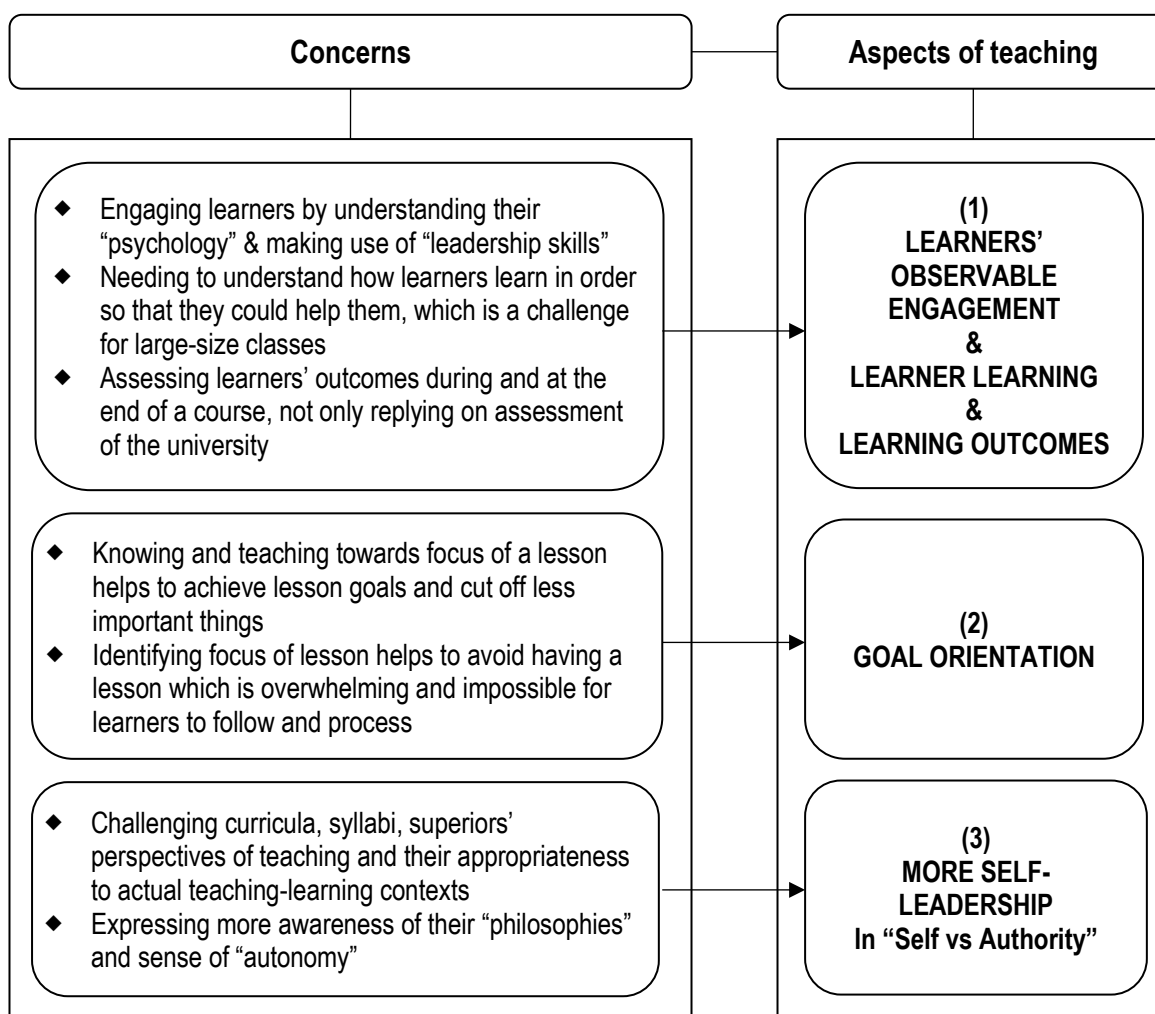 Concerns
Aspects of teaching
◆ Engaging learners by understanding their
“psychology” & making use of “leadership skills”
◆ Needing to understand how learners learn in order
so that they could help them, which is a challenge
for large-size classes
◆ Assessing learners’ outcomes during and at the
end of a course, not only replying on assessment
of the university
(1)
LEARNERS’
OBSERVABLE
ENGAGEMENT
&
LEARNER LEARNING
&
LEARNING OUTCOMES
◆ Knowing and teaching towards focus of a lesson
helps to achieve lesson goals and cut off less
important things
◆ Identifying focus of lesson helps to avoid having a
lesson which is overwhelming and impossible for
learners to follow and process
(2)
GOAL ORIENTATION
◆ Challenging curricula, syllabi, superiors’
perspectives of teaching and their appropriateness
to actual teaching-learning contexts
◆ Expressing more awareness of their “philosophies”
and sense of “autonomy”
(3)
MORE SELF-
LEADERSHIP
In “Self vs Authority”